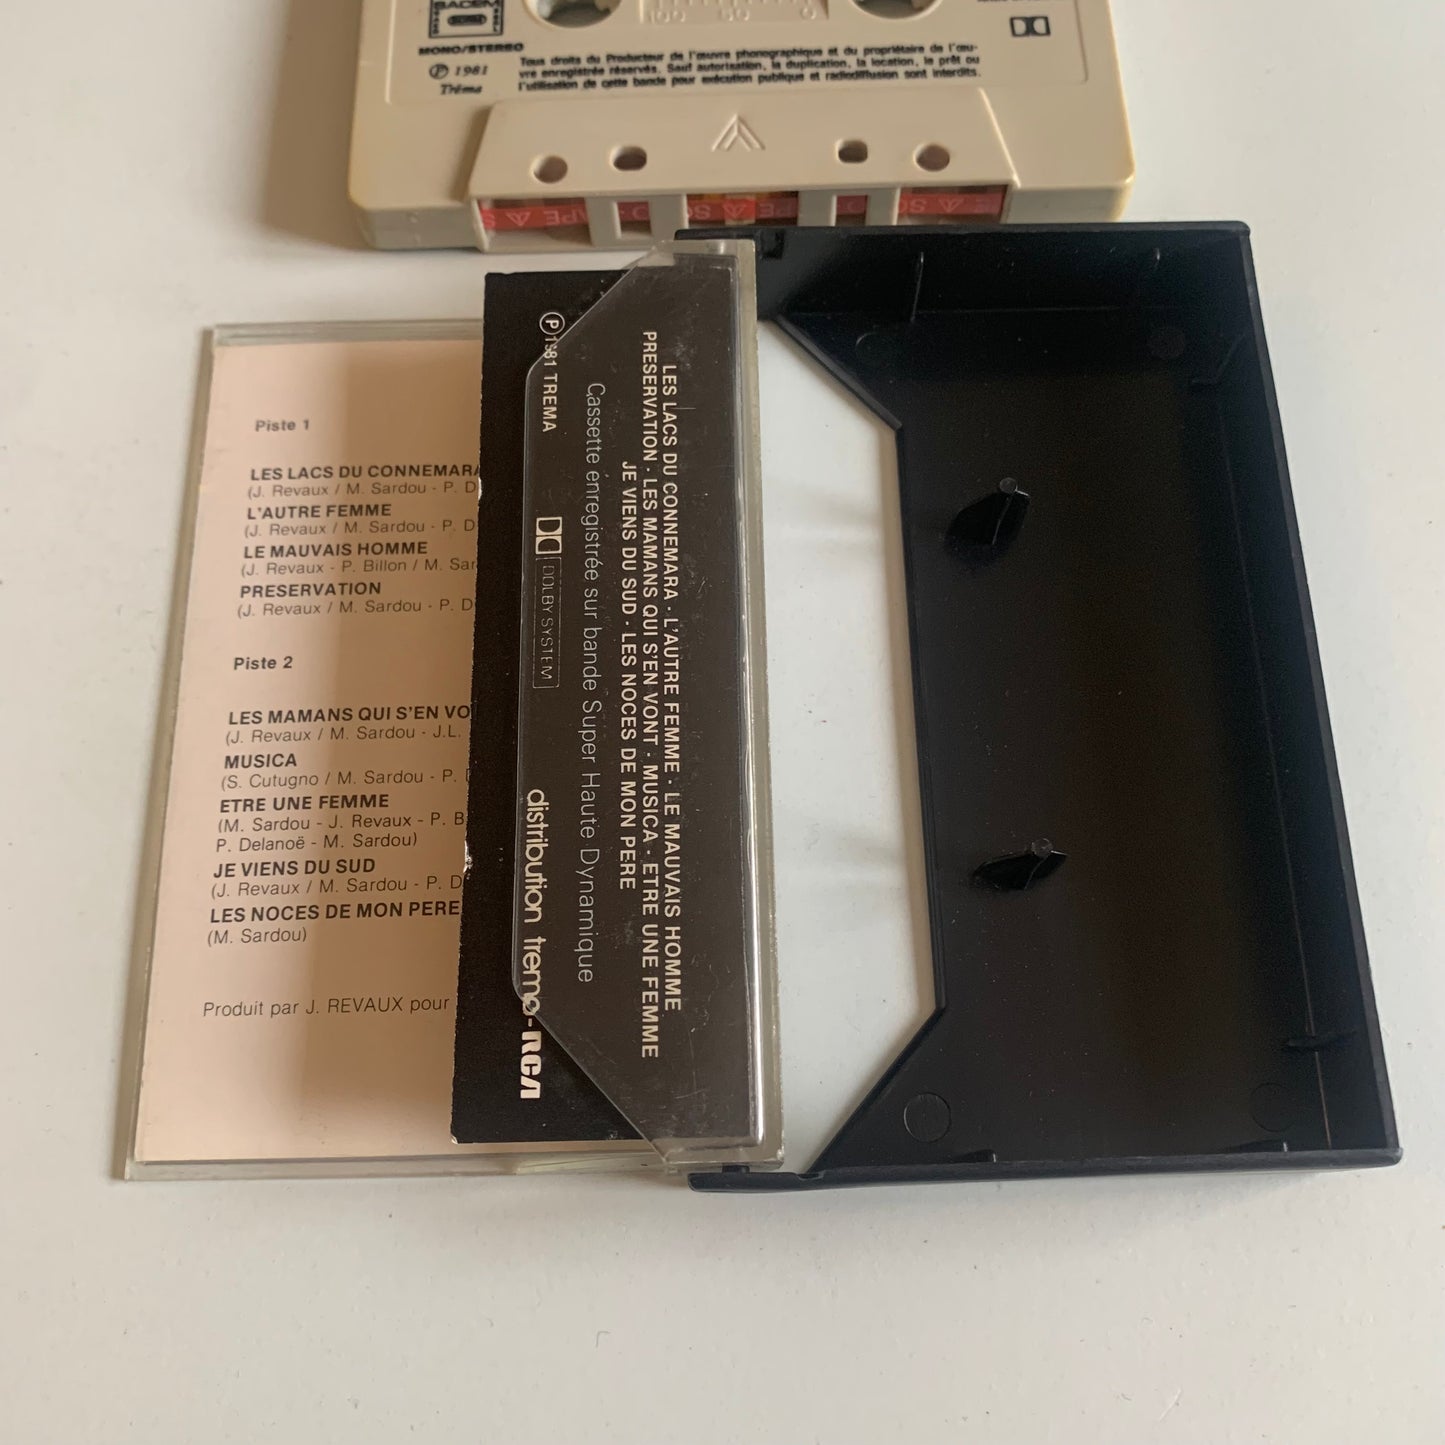 SACEM
MONO/STEREO
℗ 1981
Tréma
100 50 0
Tous droits du Producteur de l'œuvre phonographique et du propriétaire de l'œu-
vre enregistrée réservés. Sauf autorisation, la duplication, la location, le prêt ou
l'utilisation de cette bande pour exécution publique et radiodiffusion sont interdits.
Piste 1
LES LACS DU CONNEMARA
(J. Revaux / M. Sardou - P. D
L'AUTRE FEMME
(J. Revaux / M. Sardou - P. D
LE MAUVAIS HOMME
(J. Revaux - P. Billon / M. Sar
PRESERVATION
(J. Revaux / M. Sardou - P. D
Piste 2
LES MAMANS QUI S'EN VO
(J. Revaux / M. Sardou - J.L.
MUSICA
(S. Cutugno / M. Sardou - P. D
ETRE UNE FEMME
(M. Sardou - J. Revaux - P. B
P. Delanoë - M. Sardou)
JE VIENS DU SUD
(J. Revaux / M. Sardou - P. D
LES NOCES DE MON PERE
(M. Sardou)
Produit par J. REVAUX pour
LES LACS DU CONNEMARA · L'AUTRE FEMME · LE MAUVAIS HOMME
PRESERVATION · LES MAMANS QUI S'EN VONT · MUSICA · ETRE UNE FEMME
JE VIENS DU SUD · LES NOCES DE MON PERE
Cassette enregistrée sur bande Super Haute Dynamique
℗ 1981 TREMA
DOLBY SYSTEM
distribution trema-RCA